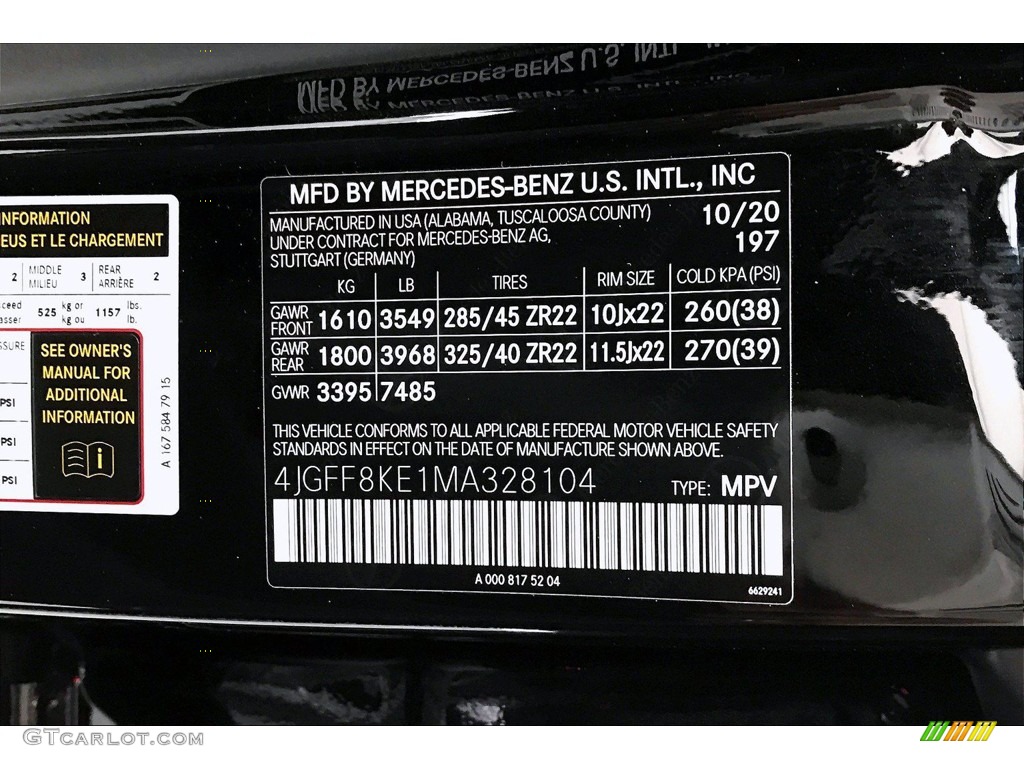 MFD BY MERCEDES-BENZ U.S. INTL.
INFORMATION
EUS ET LE CHARGEMENT
2 MIDDLE MILIEU 3 REAR ARRIÈRE 2
525 kg or kg ou 1157 lbs. lb.
SEE OWNER'S
MANUAL FOR
ADDITIONAL
INFORMATION
PSI
PSI
PSI
A 167 584 79 15
MFD BY MERCEDES-BENZ U.S. INTL., INC
MANUFACTURED IN USA (ALABAMA, TUSCALOOSA COUNTY) 10/20
UNDER CONTRACT FOR MERCEDES-BENZ AG, 197
STUTTGART (GERMANY)
KG LB TIRES RIM SIZE COLD KPA (PSI)
GAWR FRONT 1610 3549 285/45 ZR22 10Jx22 260(38)
GAWR REAR 1800 3968 325/40 ZR22 11.5Jx22 270(39)
GVWR 3395 7485
THIS VEHICLE CONFORMS TO ALL APPLICABLE FEDERAL MOTOR VEHICLE SAFETY
STANDARDS IN EFFECT ON THE DATE OF MANUFACTURE SHOWN ABOVE.
4JGFF8KE1MA328104 TYPE: MPV
A 000 817 52 04
6629241
GTCARLOT.COM